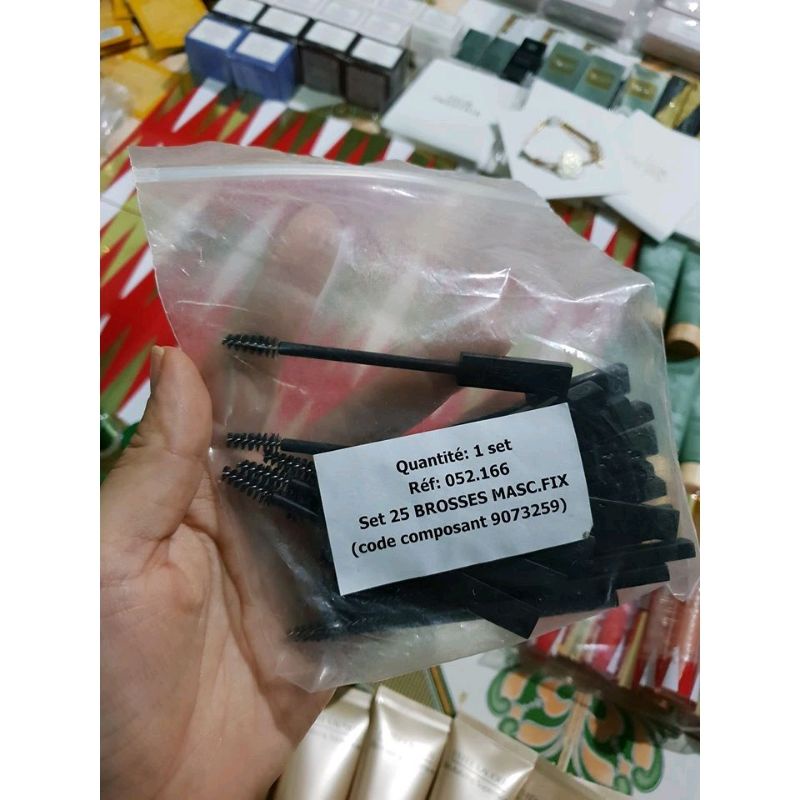 Quantité: 1 set
Réf: 052.166
Set 25 BROSSES MASC.FIX
(code composant 9073259)